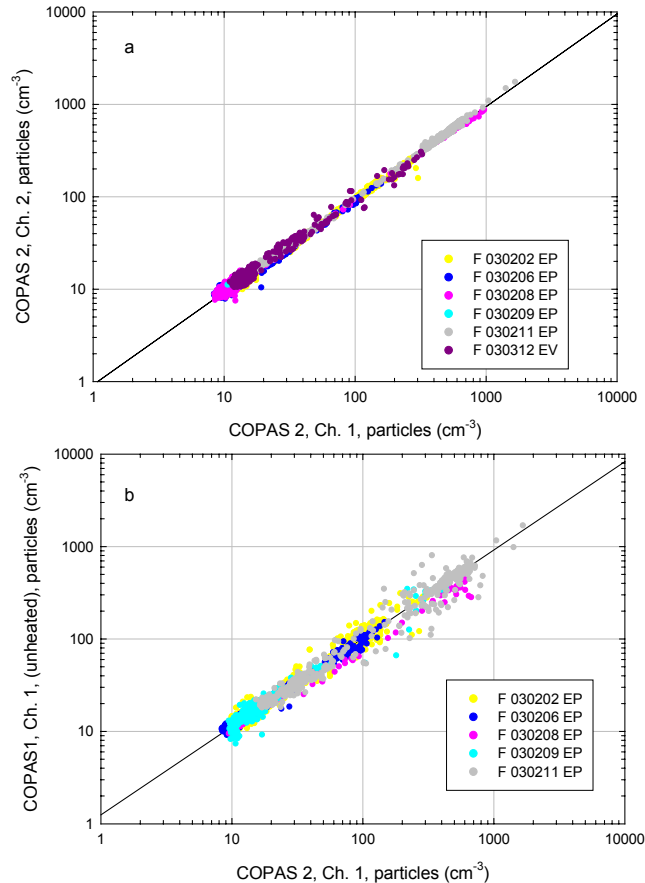 10000
a
1000
100
10
1
COPAS 2, Ch. 2, particles (cm-3)
F 030202 EP
F 030206 EP
F 030208 EP
F 030209 EP
F 030211 EP
F 030312 EV
1 10 100 1000 10000
COPAS 2, Ch. 1, particles (cm-3)
10000
b
1000
100
10
1
COPAS1, Ch. 1, (unheated), particles (cm-3)
F 030202 EP
F 030206 EP
F 030208 EP
F 030209 EP
F 030211 EP
1 10 100 1000 10000
COPAS 2, Ch. 1, particles (cm-3)